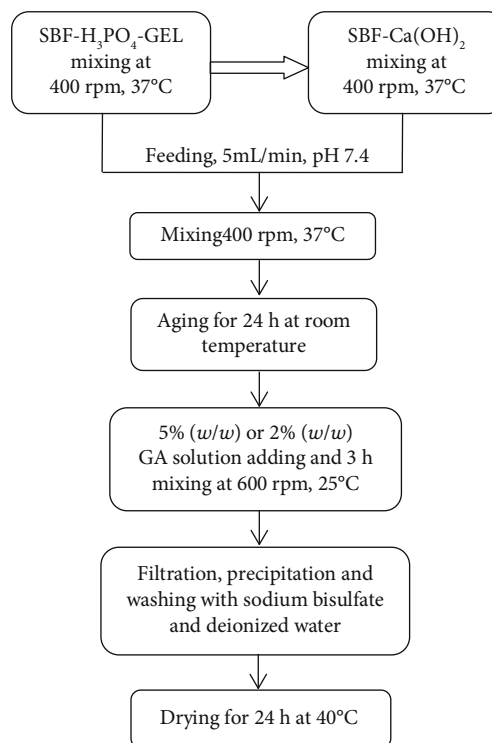 SBF-H₃PO₄-GEL
mixing at
400 rpm, 37°C
SBF-Ca(OH)₂
mixing at
400 rpm, 37°C
Feeding, 5mL/min, pH 7.4
Mixing400 rpm, 37°C
Aging for 24 h at room
temperature
5% (w/w) or 2% (w/w)
GA solution adding and 3 h
mixing at 600 rpm, 25°C
Filtration, precipitation and
washing with sodium bisulfate
and deionized water
Drying for 24 h at 40°C